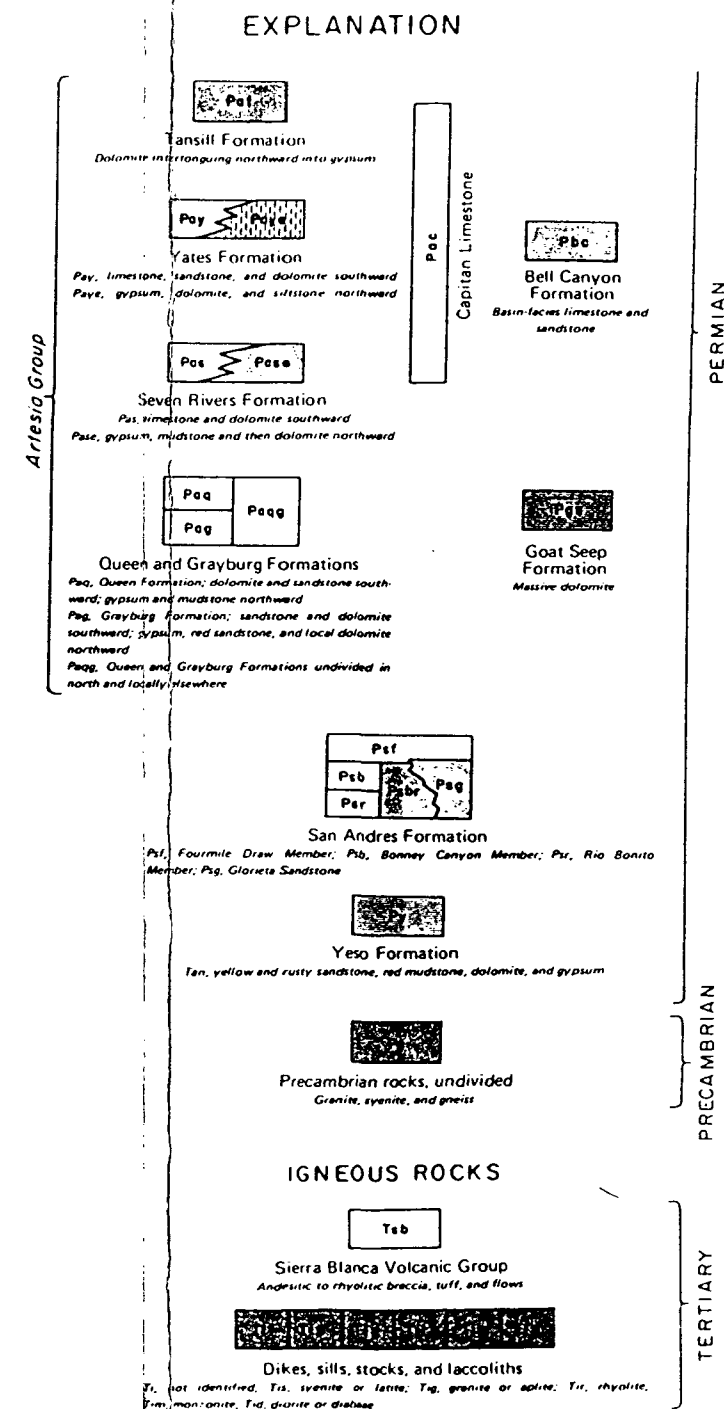 EXPLANATION
Pat
Tansill Formation
Dolomite intertonguing northward into gypsum
Pay Paye
Yates Formation
Pay, limestone, sandstone, and dolomite southward
Paye, gypsum, dolomite, and siltstone northward
Pas Pase
Seven Rivers Formation
Pas, limestone and dolomite southward
Pase, gypsum, mudstone and then dolomite northward
Paq
Pag
Paqg
Queen and Grayburg Formations
Paq, Queen Formation; dolomite and sandstone south-
ward; gypsum and mudstone northward
Pag, Grayburg Formation; sandstone and dolomite
southward; gypsum, red sandstone, and local dolomite
northward
Paqg, Queen and Grayburg Formations undivided in
north and locally elsewhere
Artesia Group
Pac
Capitan Limestone
Pbc
Bell Canyon
Formation
Basin-facies limestone and
sandstone
Pgs
Goat Seep
Formation
Massive dolomite
Psf
Psb
Psr
Psbr
Psg
San Andres Formation
Psf, Fourmile Draw Member; Psb, Bonney Canyon Member; Psr, Rio Bonito
Member; Psg, Glorieta Sandstone
Py
Yeso Formation
Tan, yellow and rusty sandstone, red mudstone, dolomite, and gypsum
PERMIAN
Precambrian rocks, undivided
Granite, syenite, and gneiss
PRECAMBRIAN
IGNEOUS ROCKS
Tsb
Sierra Blanca Volcanic Group
Andesitic to rhyolitic breccia, tuff, and flows
Dikes, sills, stocks, and laccoliths
Ti, not identified, Tis, syenite or latite; Tig, granite or aplite; Tir, rhyolite,
Tim, monzonite, Tid, diorite or diabase
TERTIARY